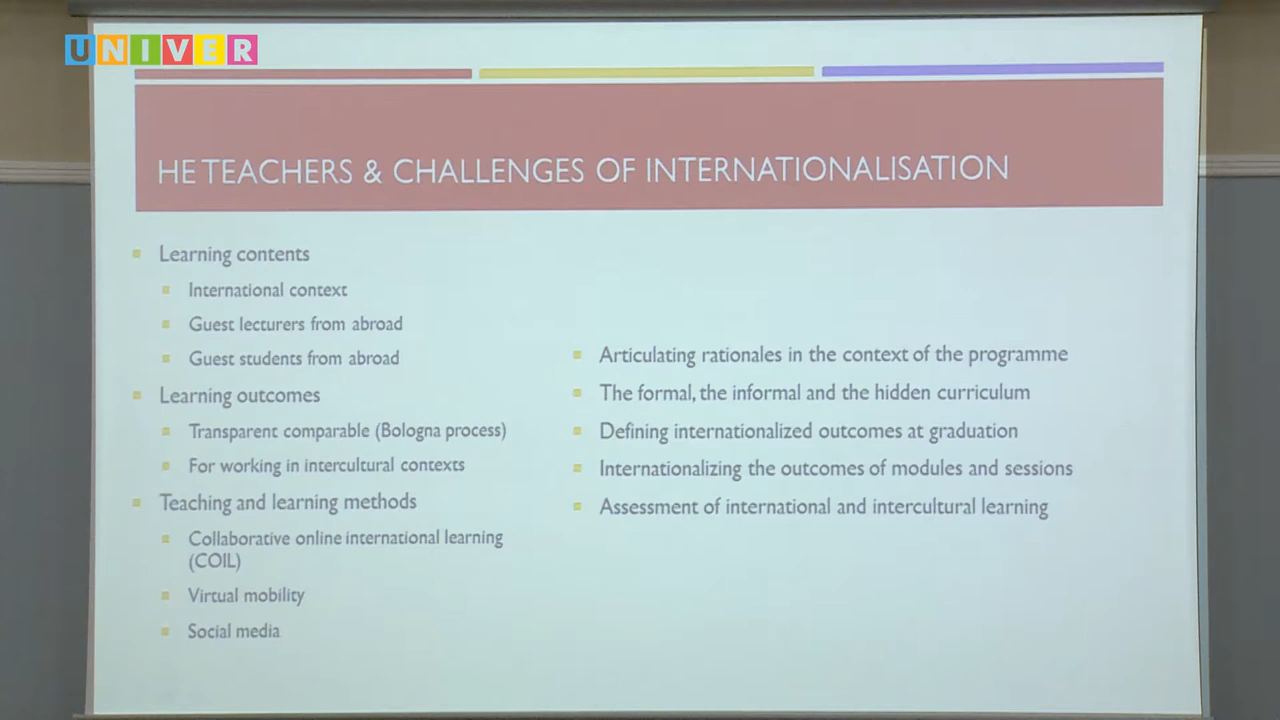 UNIVER
HE TEACHERS & CHALLENGES OF INTERNATIONALISATION
Learning contents
International context
Guest lecturers from abroad
Guest students from abroad
Learning outcomes
Transparent comparable (Bologna process)
For working in intercultural contexts
Teaching and learning methods
Collaborative online international learning
(COIL)
Virtual mobility
Social media
Articulating rationales in the context of the programme
The formal, the informal and the hidden curriculum
Defining internationalized outcomes at graduation
Internationalizing the outcomes of modules and sessions
Assessment of international and intercultural learning